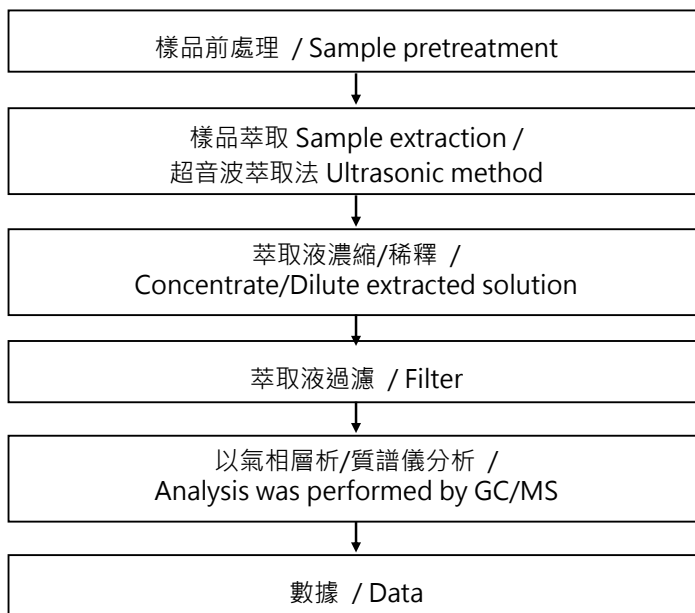 樣品前處理 / Sample pretreatment
樣品萃取 Sample extraction /
超音波萃取法 Ultrasonic method
萃取液濃縮/稀釋 /
Concentrate/Dilute extracted solution
萃取液過濾 / Filter
以氣相層析/質譜儀分析 /
Analysis was performed by GC/MS
數據 / Data